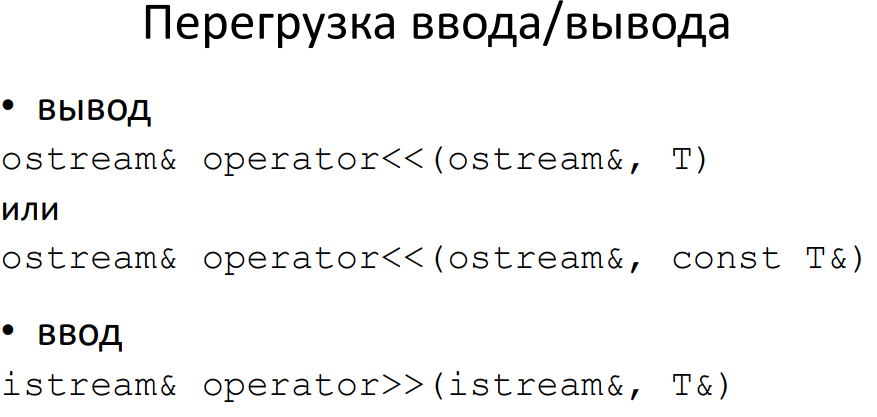 Перегрузка ввода/вывода
• вывод
ostream& operator<<(ostream&, T)
или
ostream& operator<<(ostream&, const T&)
• ввод
istream& operator>>(istream&, T&)